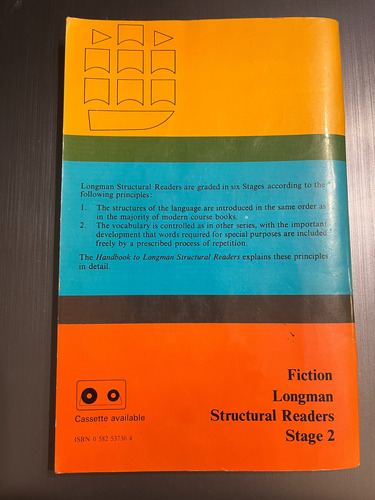 Longman Structural Readers are graded in six Stages according to the
following principles:
1. The structures of the language are introduced in the same order as
in the majority of modern course books.
2. The vocabulary is controlled as in other series, with the important
development that words required for special purposes are included
freely by a prescribed process of repetition.
The Handbook to Longman Structural Readers explains these principles
in detail.
Fiction
Longman
Structural Readers
Stage 2
Cassette available
ISBN 0 582 53730 4